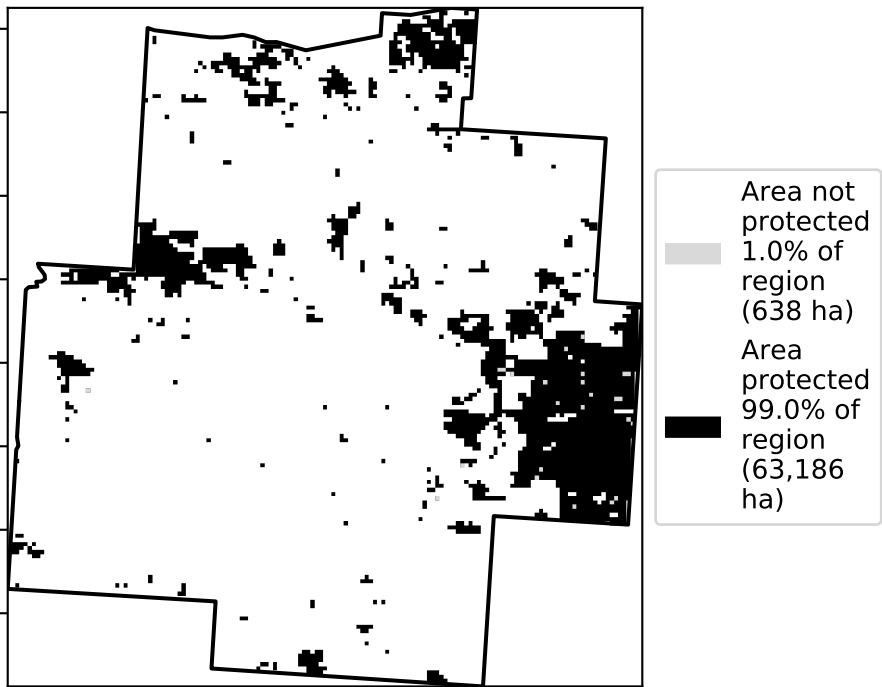 Area not
protected
1.0% of
region
(638 ha)
Area
protected
99.0% of
region
(63,186
ha)